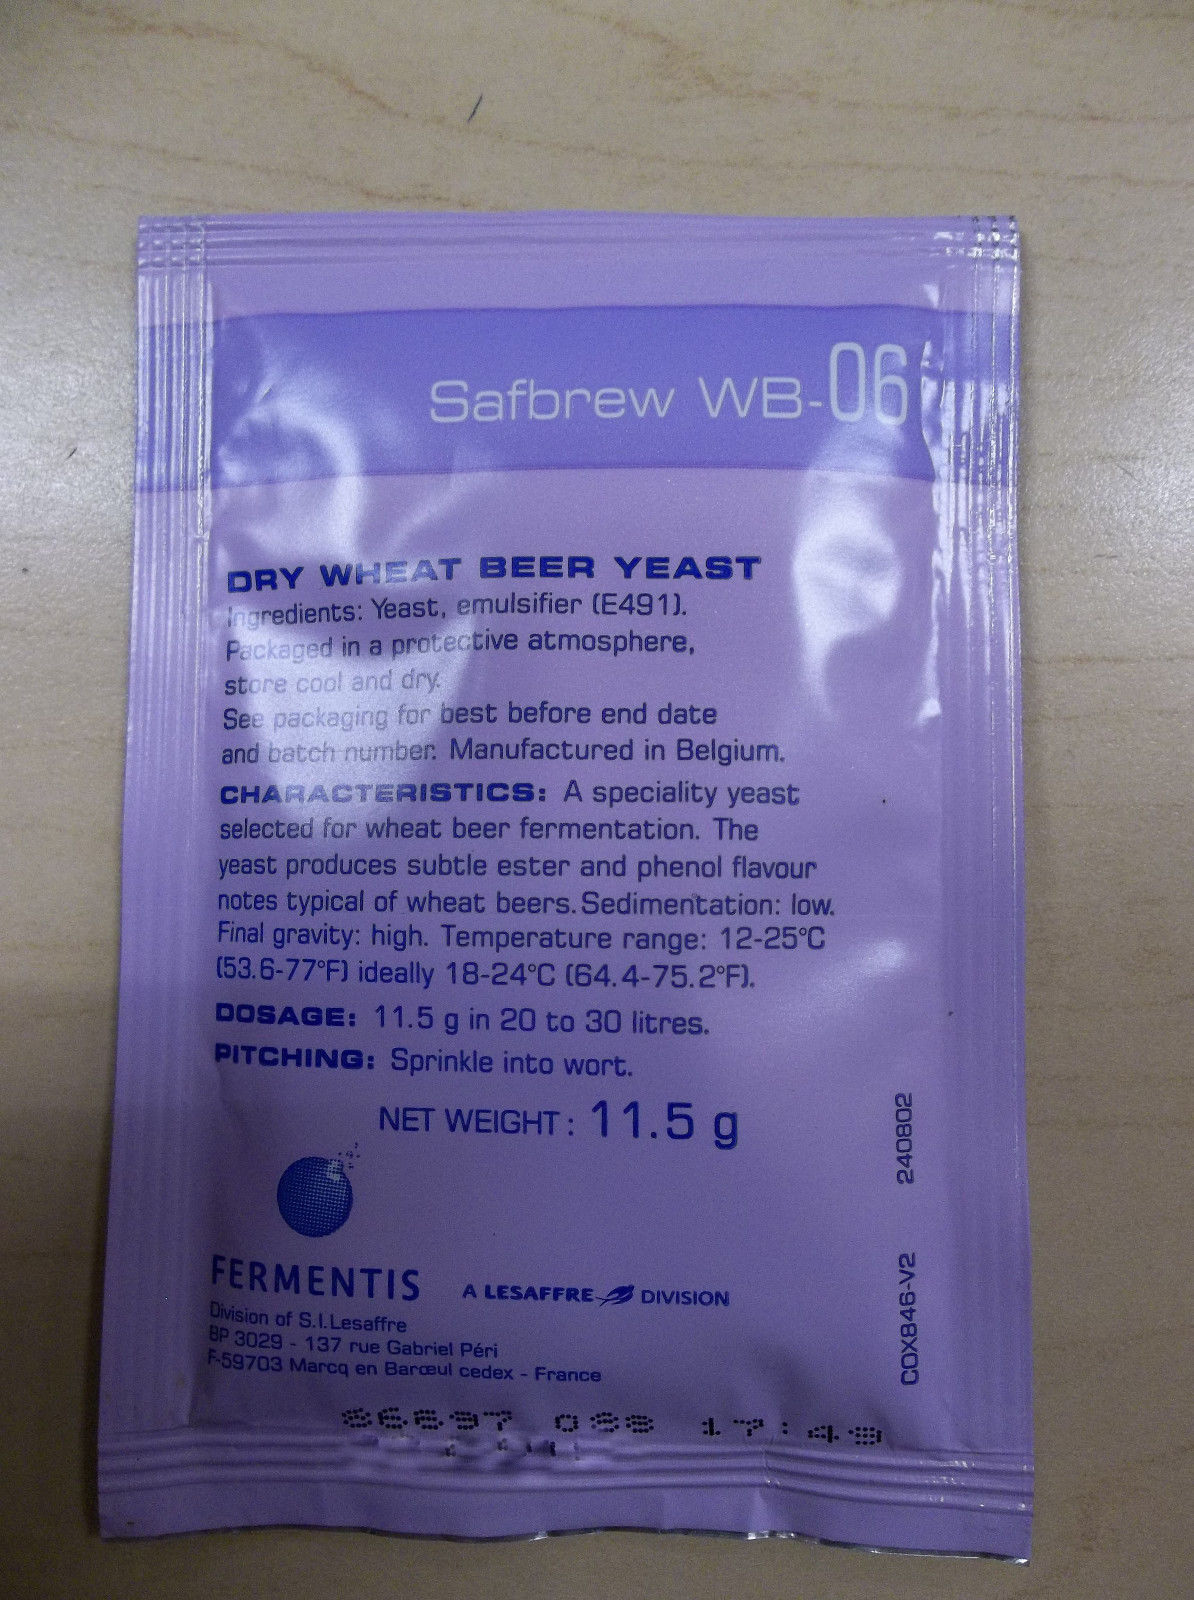 Safbrew WB-06
DRY WHEAT BEER YEAST
Ingredients: Yeast, emulsifier (E491).
Packaged in a protective atmosphere,
store cool and dry.
See packaging for best before end date
and batch number. Manufactured in Belgium.
CHARACTERISTICS: A speciality yeast
selected for wheat beer fermentation. The
yeast produces subtle ester and phenol flavour
notes typical of wheat beers. Sedimentation: low.
Final gravity: high. Temperature range: 12-25°C
(53.6-77°F) ideally 18-24°C (64.4-75.2°F).
DOSAGE: 11.5 g in 20 to 30 litres.
PITCHING: Sprinkle into wort.
NET WEIGHT: 11.5 g
FERMENTIS
A LESAFFRE DIVISION
Division of S.I.Lesaffre
BP 3029 - 137 rue Gabriel Péri
F-59703 Marcq en Barœul cedex - France
COX846-V2 240802
17:49